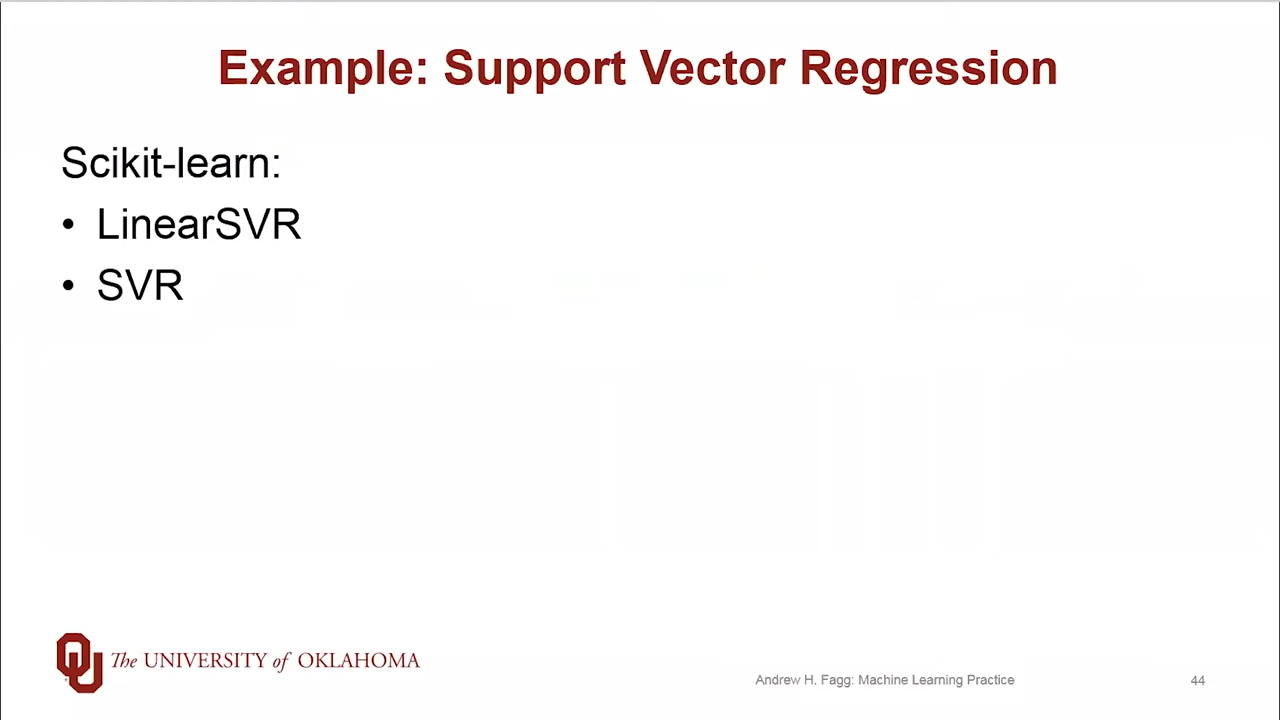 Example: Support Vector Regression
Scikit-learn:
• LinearSVR
• SVR
The UNIVERSITY of OKLAHOMA
Andrew H. Fagg: Machine Learning Practice
44